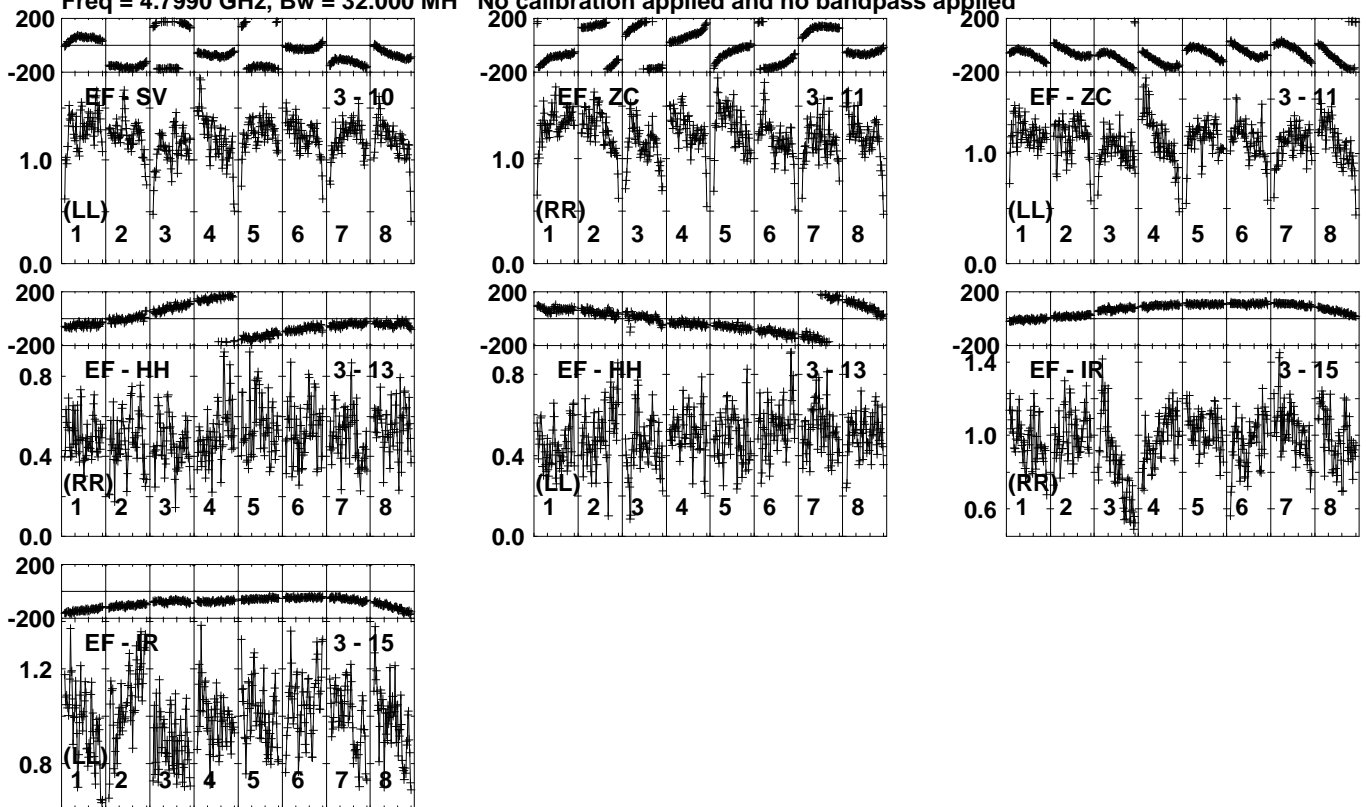 Freq = 4.7990 GHz, Bw = 32.000 MH No calibration applied and no bandpass applied
200
-200
EF - SV 3 - 10
1.0
(LL)
1 2 3 4 5 6 7 8
0.0
200
-200
EF - ZC 3 - 11
1.0
(RR)
1 2 3 4 5 6 7 8
0.0
200
-200
EF - ZC 3 - 11
1.0
(LL)
1 2 3 4 5 6 7 8
0.0
200
-200
EF - HH 3 - 13
0.8
0.4
(RR)
1 2 3 4 5 6 7 8
0.0
200
-200
EF - HH 3 - 13
0.8
0.4
(LL)
1 2 3 4 5 6 7 8
0.0
200
-200
1.4
EF - IR 3 - 15
1.0
(RR)
0.6
1 2 3 4 5 6 7 8
200
-200
EF - IR 3 - 15
1.2
(LL)
0.8
1 2 3 4 5 6 7 8